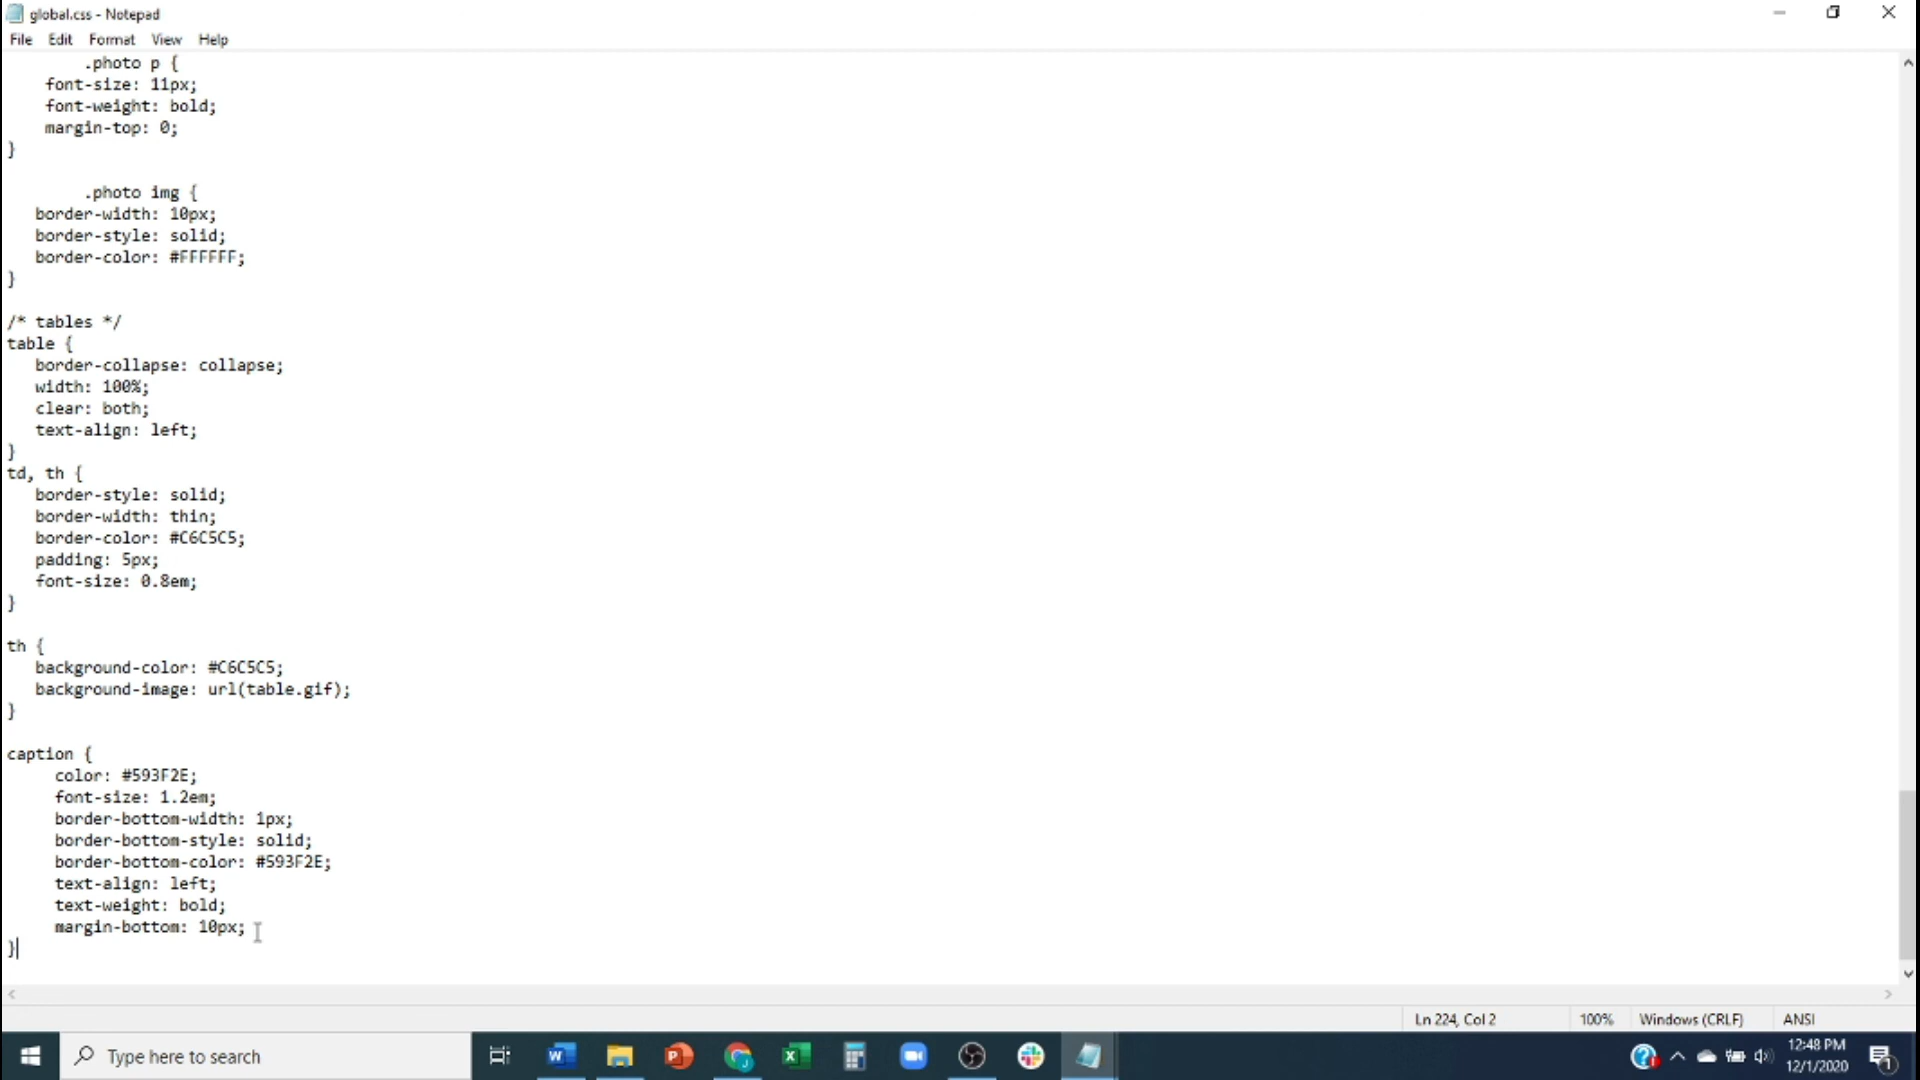 global.css - Notepad
File Edit Format View Help
.photo p {
font-size: 11px;
font-weight: bold;
margin-top: 0;
}
.photo img {
border-width: 10px;
border-style: solid;
border-color: #FFFFFF;
}
/* tables */
table {
border-collapse: collapse;
width: 100%;
clear: both;
text-align: left;
}
td, th {
border-style: solid;
border-width: thin;
border-color: #C6C5C5;
padding: 5px;
font-size: 0.8em;
}
th {
background-color: #C6C5C5;
background-image: url(table.gif);
}
caption {
color: #593F2E;
font-size: 1.2em;
border-bottom-width: 1px;
border-bottom-style: solid;
border-bottom-color: #593F2E;
text-align: left;
text-weight: bold;
margin-bottom: 10px;
}
Ln 224, Col 2 100% Windows (CRLF) ANSI
Type here to search
12:48 PM
12/1/2020